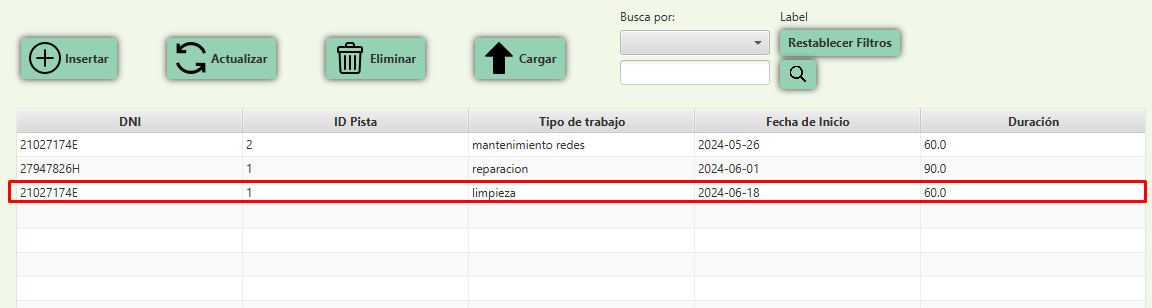 Busca por:
Label
Insertar
Actualizar
Eliminar
Cargar
Restablecer Filtros
DNI ID Pista Tipo de trabajo Fecha de Inicio Duración
21027174E 2 mantenimiento redes 2024-05-26 60.0
27947826H 1 reparacion 2024-06-01 90.0
21027174E 1 limpieza 2024-06-18 60.0